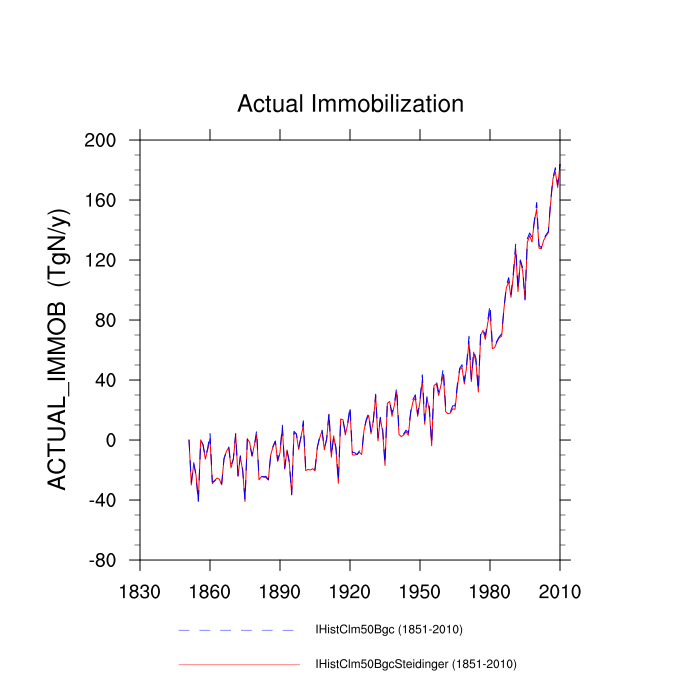 Actual Immobilization
ACTUAL_IMMOB (TgN/y)
200
160
120
80
40
0
-40
-80
1830 1860 1890 1920 1950 1980 2010
IHistClm50Bgc (1851-2010)
IHistClm50BgcSteidinger (1851-2010)